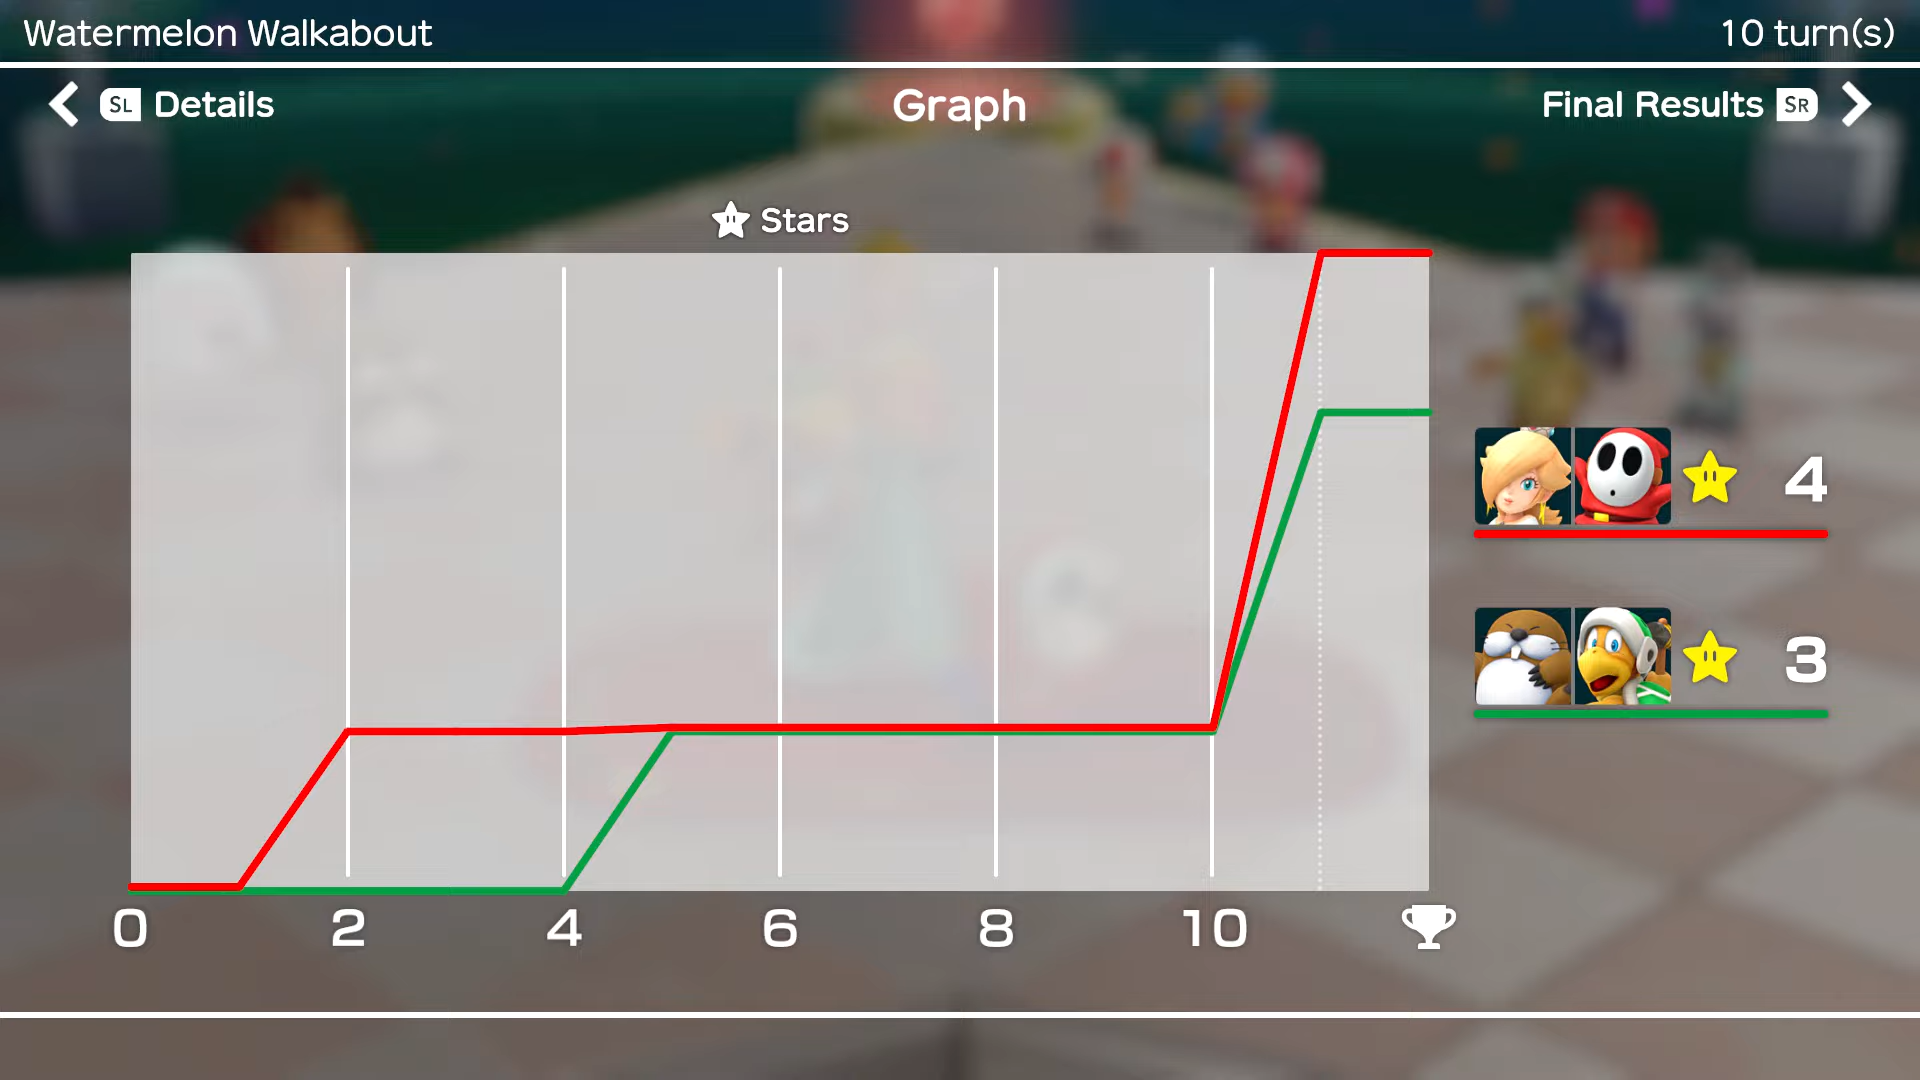 Watermelon Walkabout
10 turn(s)
SL Details
Graph
Final Results SR
Stars
4
3
0 2 4 6 8 10